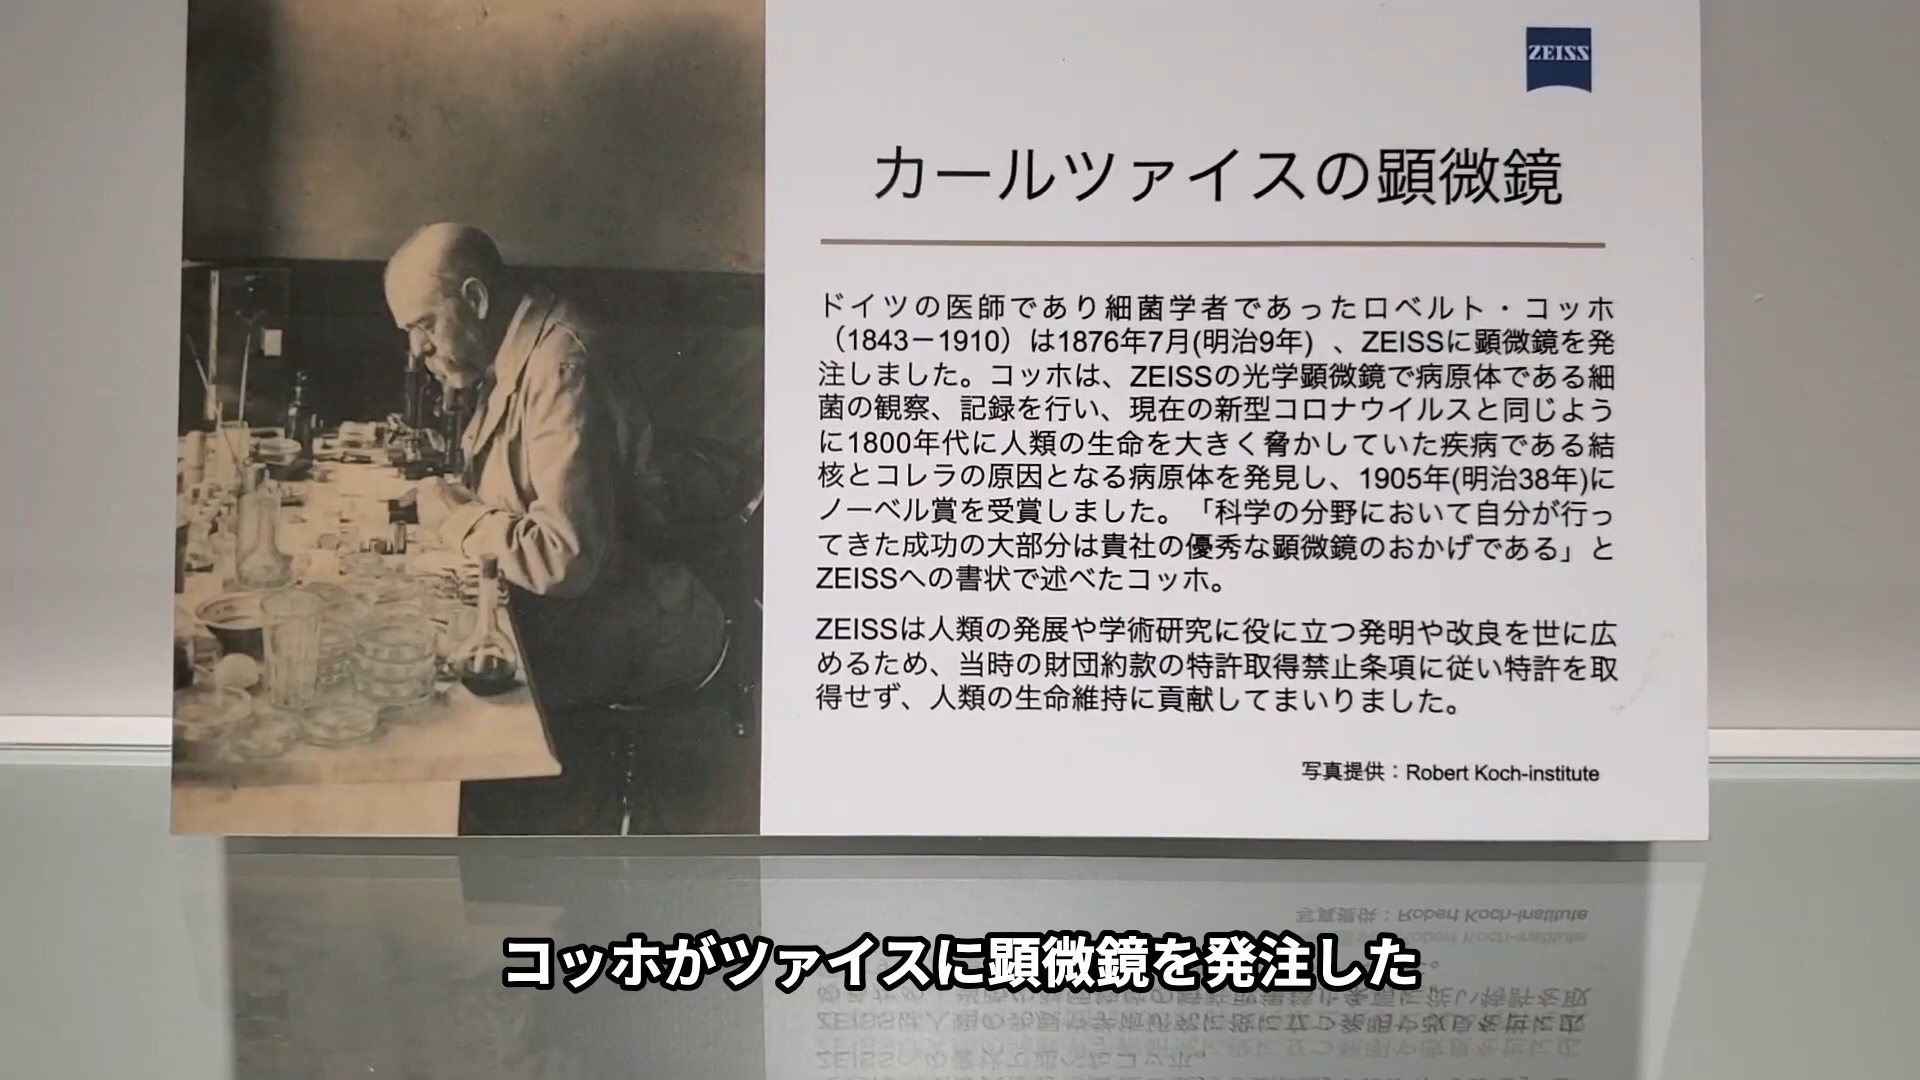 ZEISS
カールツァイスの顕微鏡
ドイツの医師であり細菌学者であったロベルト・コッホ
（1843－1910）は1876年7月(明治9年) 、ZEISSに顕微鏡を発
注しました。コッホは、ZEISSの光学顕微鏡で病原体である細
菌の観察、記録を行い、現在の新型コロナウイルスと同じよう
に1800年代に人類の生命を大きく脅かしていた疾病である結
核とコレラの原因となる病原体を発見し、1905年(明治38年)に
ノーベル賞を受賞しました。「科学の分野において自分が行っ
てきた成功の大部分は貴社の優秀な顕微鏡のおかげである」と
ZEISSへの書状で述べたコッホ。
ZEISSは人類の発展や学術研究に役に立つ発明や改良を世に広
めるため、当時の財団約款の特許取得禁止条項に従い特許を取
得せず、人類の生命維持に貢献してまいりました。
写真提供：Robert Koch-institute
コッホがツァイスに顕微鏡を発注した